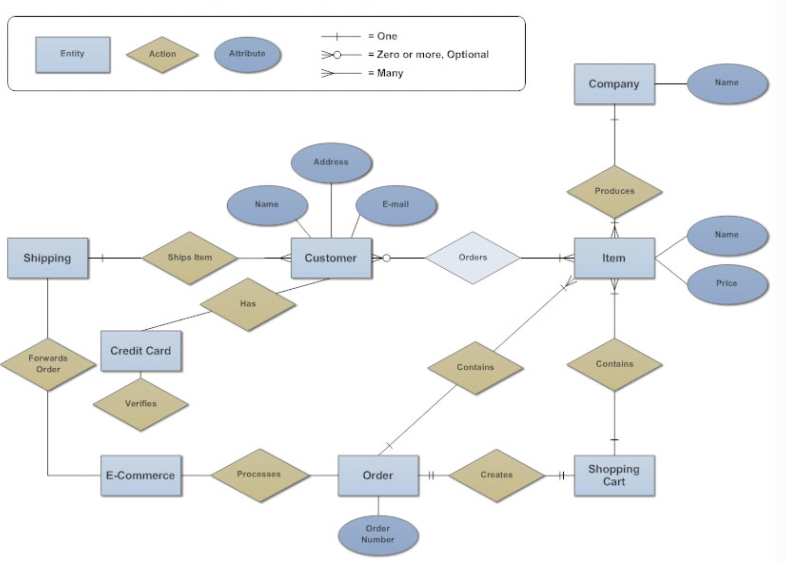 Entity
Action
Attribute
= One
= Zero or more, Optional
= Many
Company
Name
Address
Produces
Name
E-mail
Name
Shipping
Ships Item
Customer
Orders
Item
Price
Has
Credit Card
Forwards
Order
Contains
Contains
Verifies
E-Commerce
Processes
Order
Creates
Shopping
Cart
Order
Number